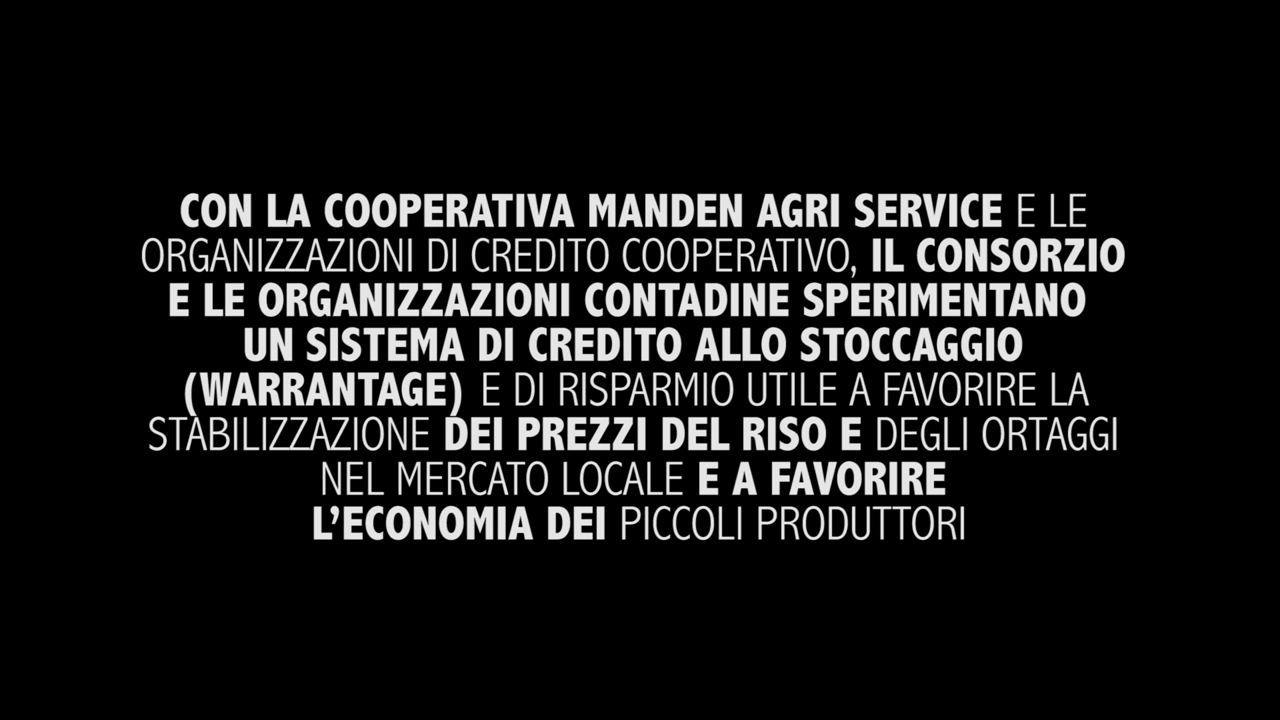 CON LA COOPERATIVA MANDEN AGRI SERVICE E LE
ORGANIZZAZIONI DI CREDITO COOPERATIVO, IL CONSORZIO
E LE ORGANIZZAZIONI CONTADINE SPERIMENTANO
UN SISTEMA DI CREDITO ALLO STOCCAGGIO
(WARRANTAGE) E DI RISPARMIO UTILE A FAVORIRE LA
STABILIZZAZIONE DEI PREZZI DEL RISO E DEGLI ORTAGGI
NEL MERCATO LOCALE E A FAVORIRE
L’ECONOMIA DEI PICCOLI PRODUTTORI